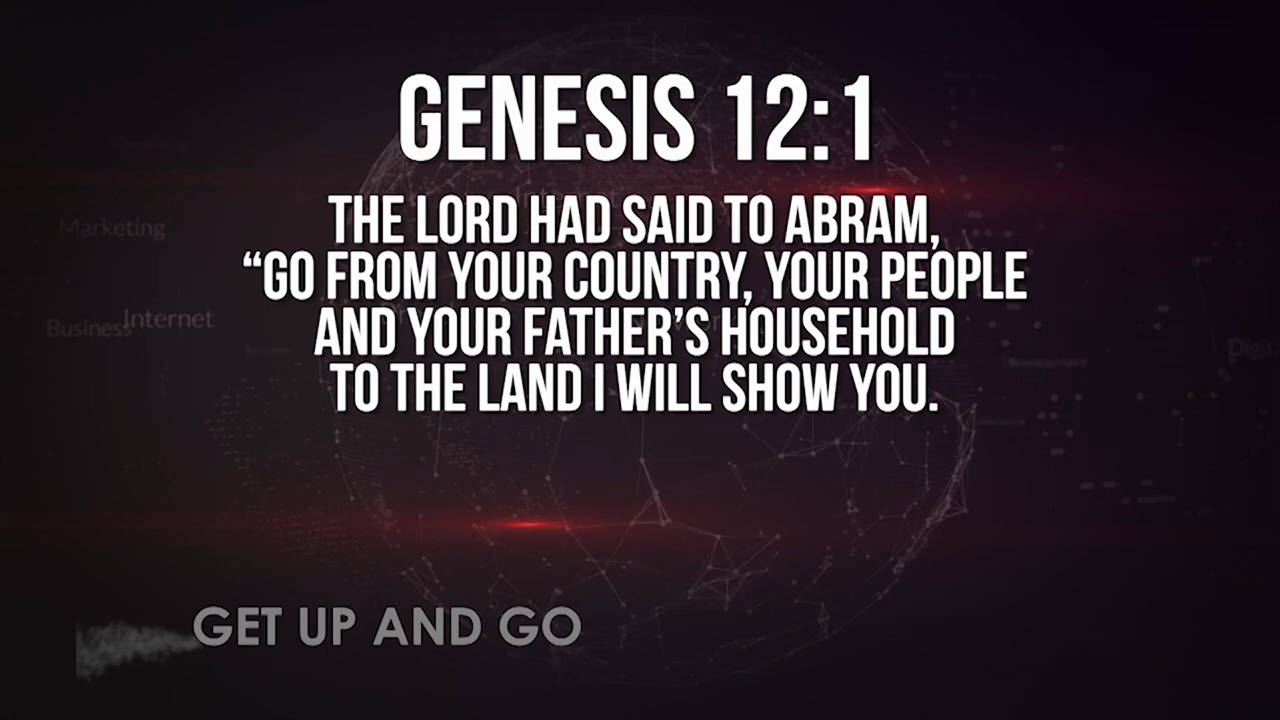 GENESIS 12:1
THE LORD HAD SAID TO ABRAM,
“GO FROM YOUR COUNTRY, YOUR PEOPLE
AND YOUR FATHER’S HOUSEHOLD
TO THE LAND I WILL SHOW YOU.
Marketing
Business
Internet
GET UP AND GO